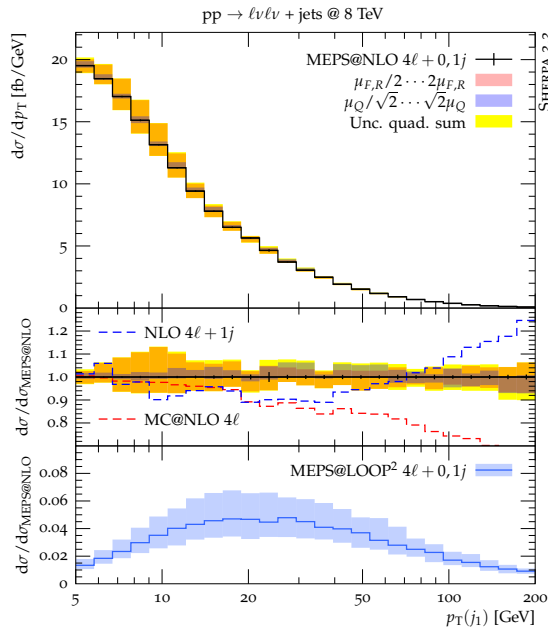 pp → ℓνℓν + jets @ 8 TeV
MEPS@NLO 4ℓ + 0, 1j
μF,R/2 ··· 2μF,R
μQ/√2 ··· √2μQ
Unc. quad. sum
dσ/dpT [fb/GeV]
20
15
10
5
0
NLO 4ℓ + 1j
MC@NLO 4ℓ
dσ/dσMEPS@NLO
1.2
1.1
1.0
0.9
0.8
MEPS@LOOP² 4ℓ + 0, 1j
dσ/dσMEPS@NLO
0.08
0.06
0.04
0.02
0
5 10 20 50 100 200
pT(j1) [GeV]